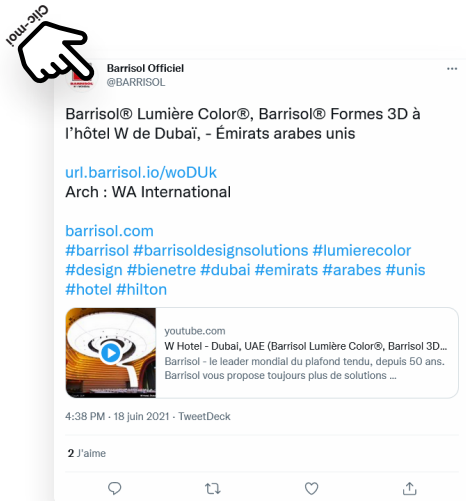 Clic-moi
Barrisol Officiel
@BARRISOL
Barrisol® Lumière Color®, Barrisol® Formes 3D à
l'hôtel W de Dubaï, - Émirats arabes unis
url.barrisol.io/woDUk
Arch : WA International
barrisol.com
#barrisol #barrisoldesignsolutions #lumierecolor
#design #bienetre #dubai #emirats #arabes #unis
#hotel #hilton
youtube.com
W Hotel - Dubai, UAE (Barrisol Lumière Color®, Barrisol 3D...
Barrisol - le leader mondial du plafond tendu, depuis 50 ans.
Barrisol vous propose toujours plus de solutions ...
4:38 PM · 18 juin 2021 · TweetDeck
2 J'aime